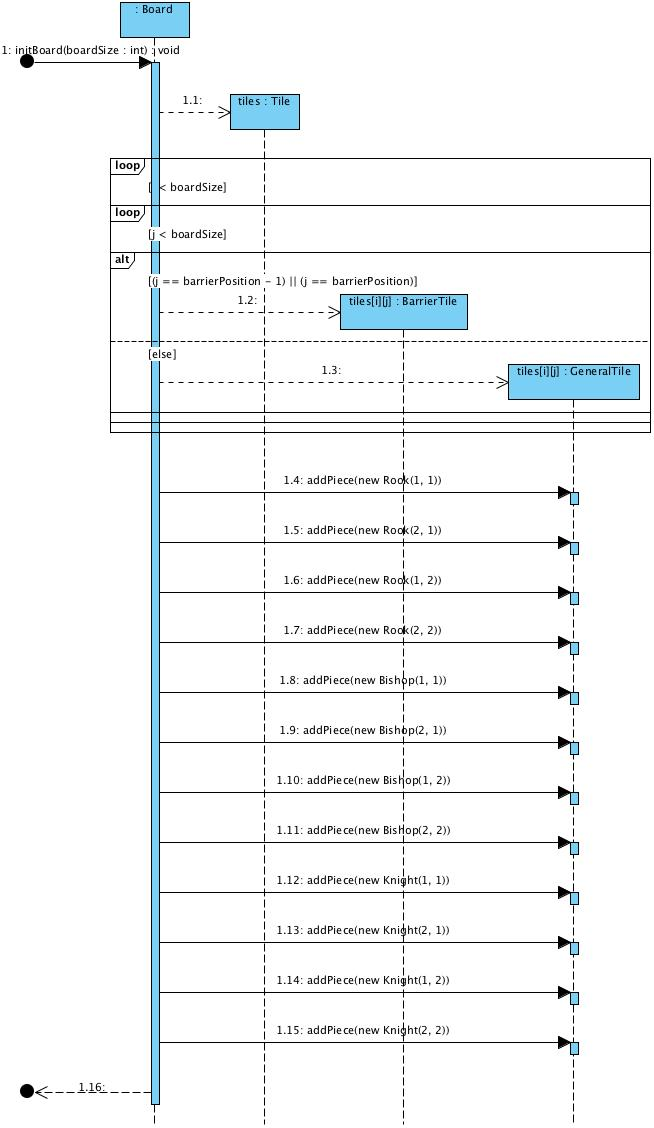 : Board
1: initBoard(boardSize : int) : void
1.1:
tiles : Tile
loop
[ < boardSize]
loop
[j < boardSize]
alt
[(j == barrierPosition - 1) || (j == barrierPosition)]
1.2:
tiles[i][j] : BarrierTile
[else]
1.3:
tiles[i][j] : GeneralTile
1.4: addPiece(new Rook(1, 1))
1.5: addPiece(new Rook(2, 1))
1.6: addPiece(new Rook(1, 2))
1.7: addPiece(new Rook(2, 2))
1.8: addPiece(new Bishop(1, 1))
1.9: addPiece(new Bishop(2, 1))
1.10: addPiece(new Bishop(1, 2))
1.11: addPiece(new Bishop(2, 2))
1.12: addPiece(new Knight(1, 1))
1.13: addPiece(new Knight(2, 1))
1.14: addPiece(new Knight(1, 2))
1.15: addPiece(new Knight(2, 2))
1.16: